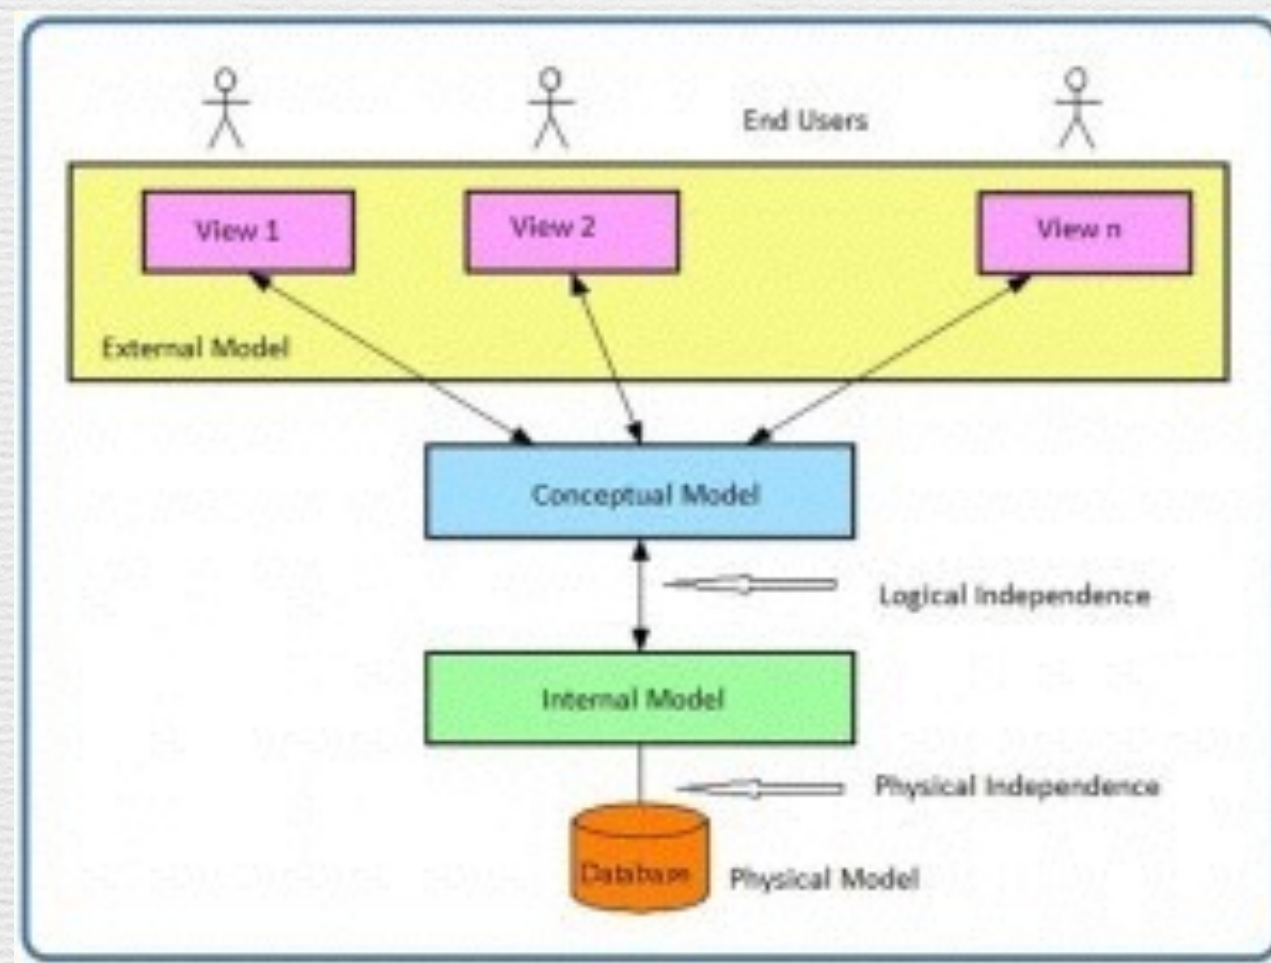 End Users
View 1
View 2
View n
External Model
Conceptual Model
Logical Independence
Internal Model
Physical Independence
Database
Physical Model